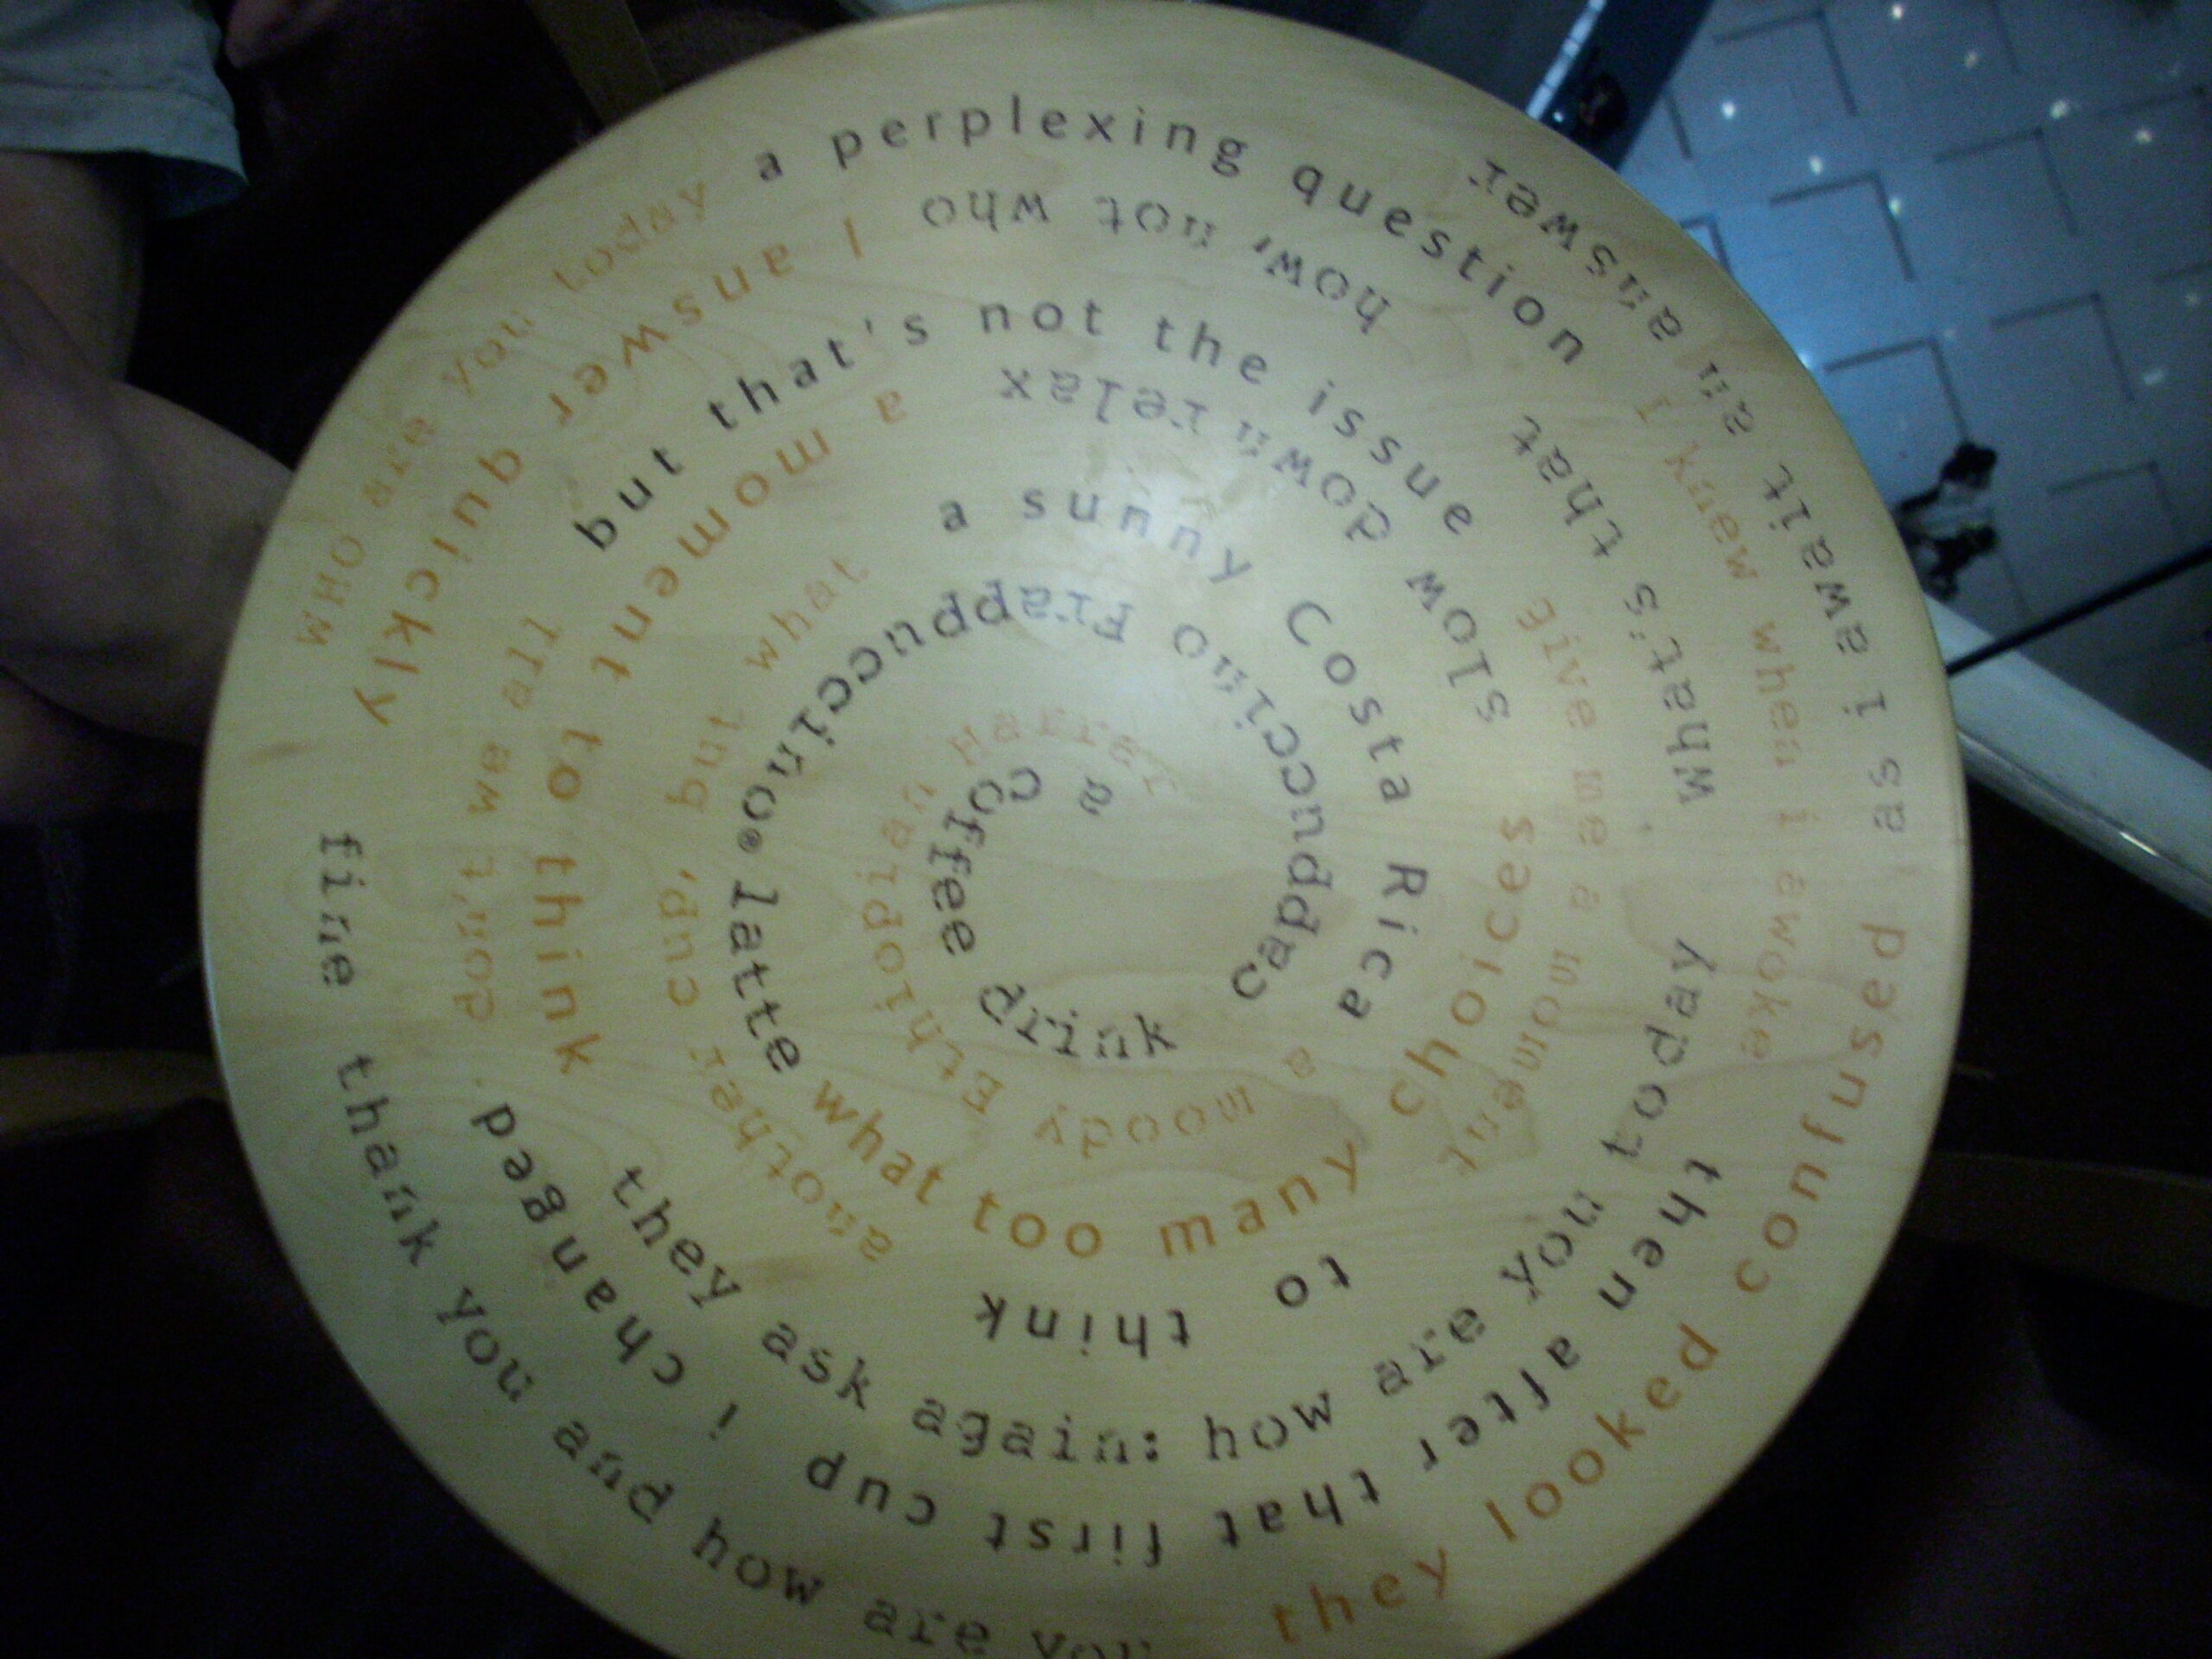 who are you today
a perplexing question
I knew when i awoke
then after that first cup i changed.
don't we all
but that's not the issue
give me a moment
to think
another cup, but what
a sunny Costa Rica
a moody Ethiopian Harrar
a coffee drink
cappuccino Frappuccino® latte
what too many choices
slow down relax
a moment to think
they ask again: how are you today
what's that
how, not who
I answer quickly
fine thank you and how are you
they looked confused
as i await an answer